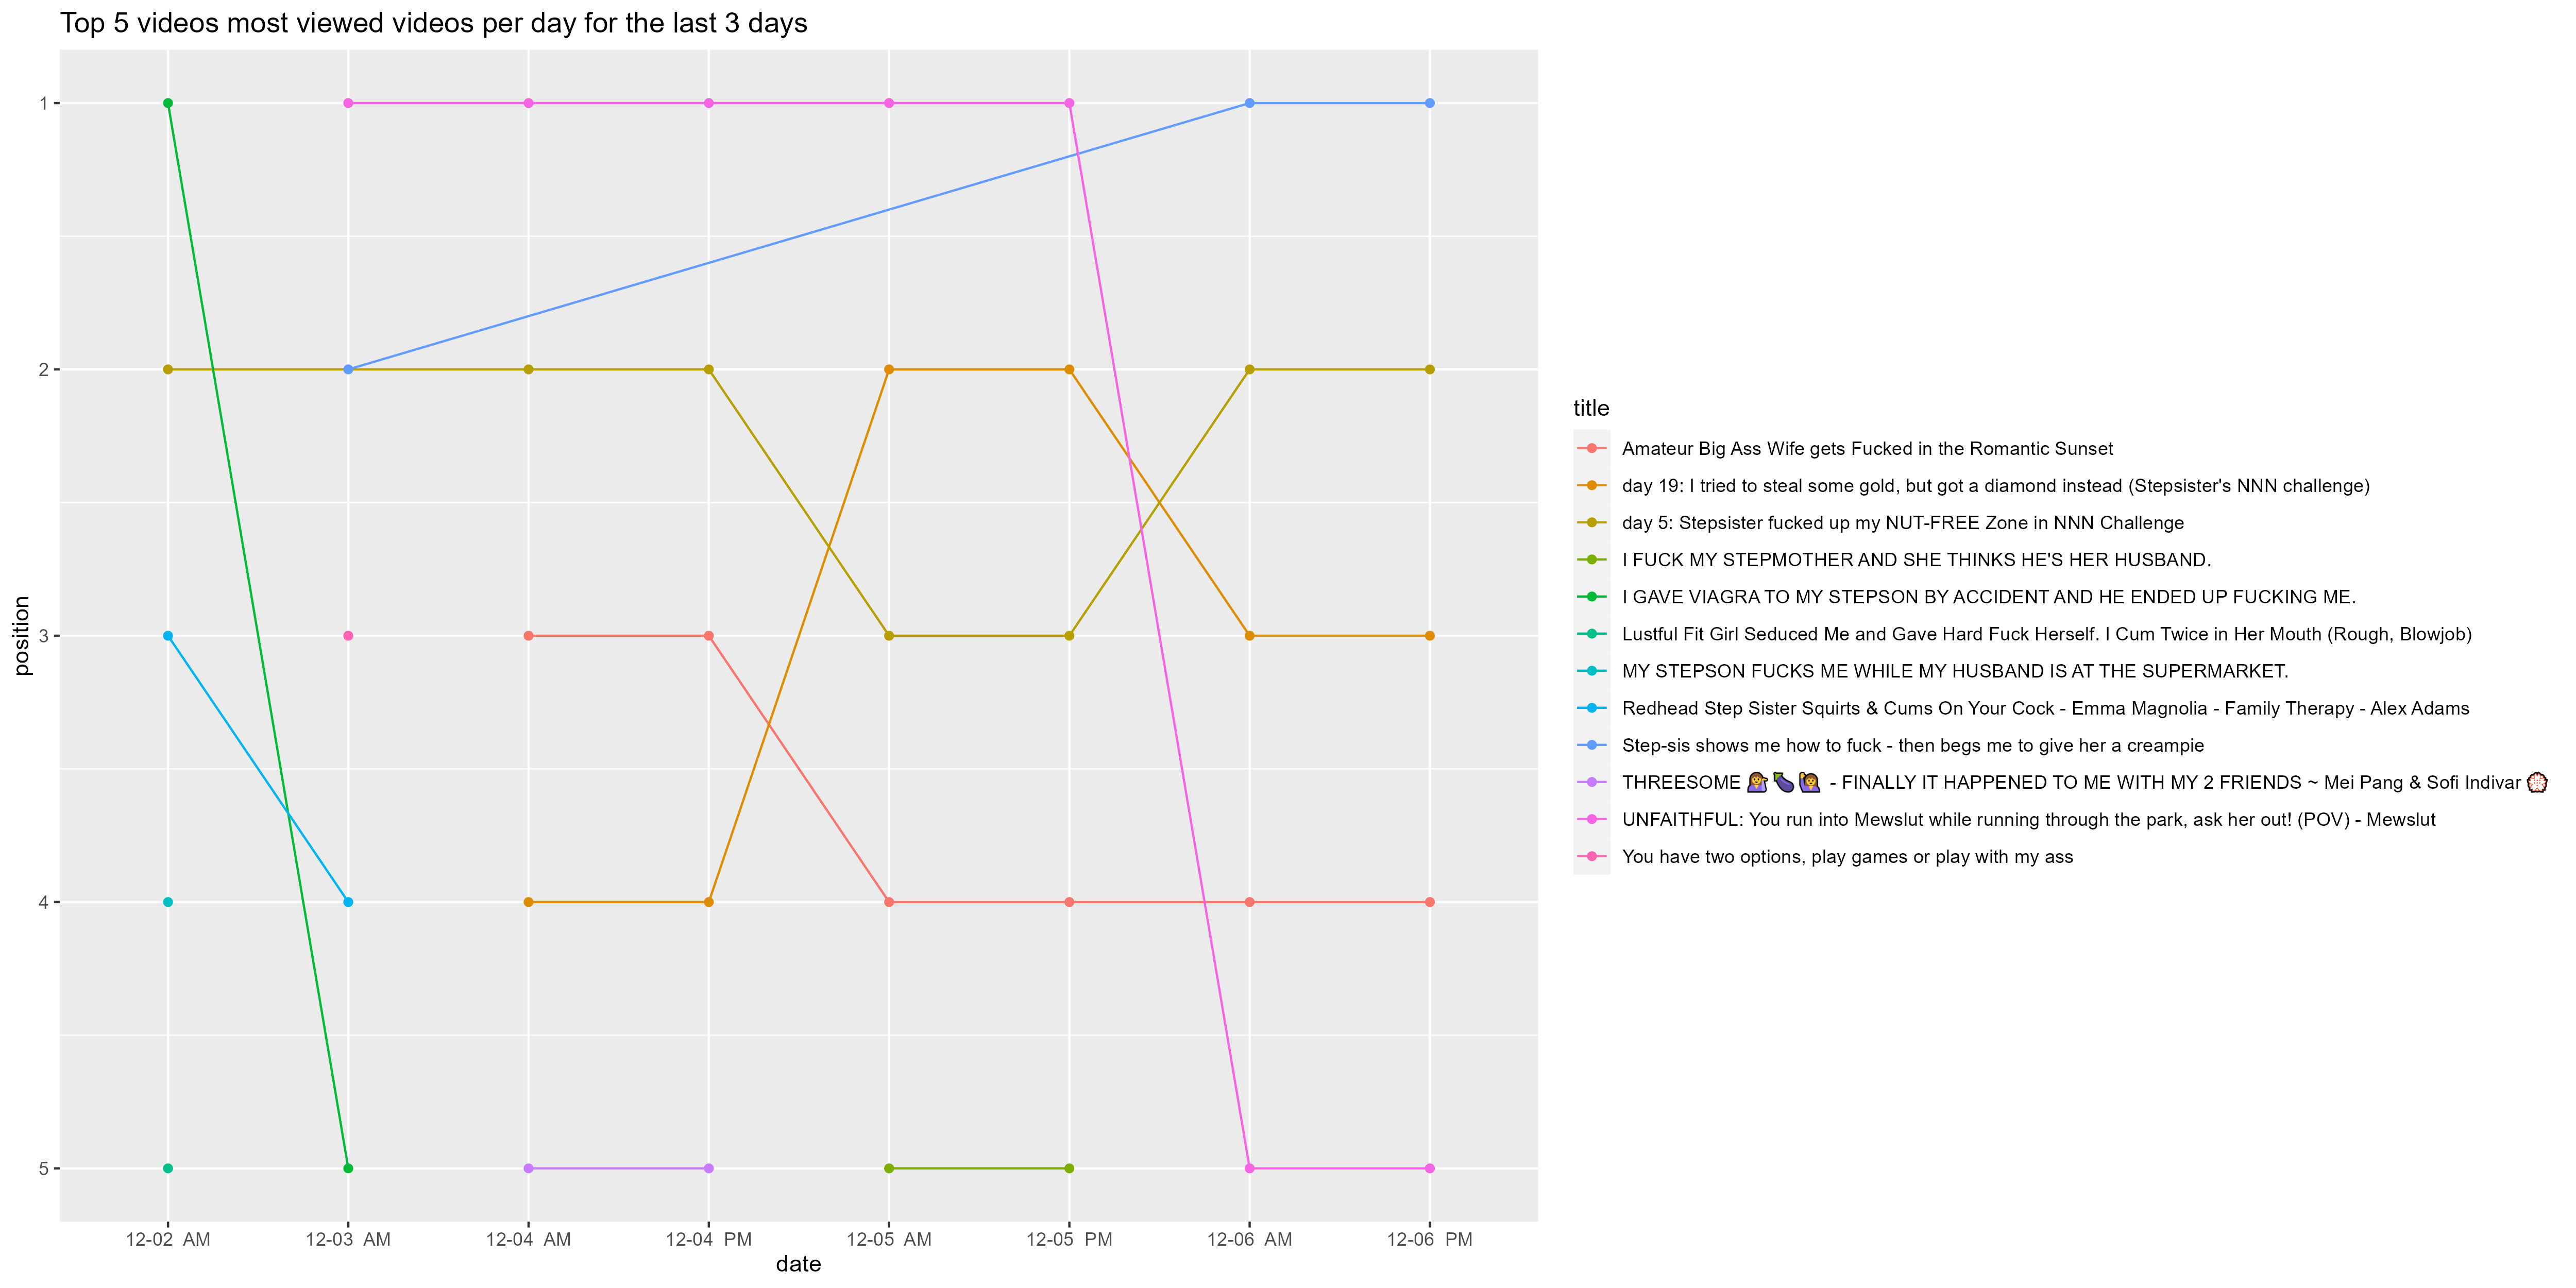 Top 5 videos most viewed videos per day for the last 3 days
position
1
2
3
4
5
12-02 AM
12-03 AM
12-04 AM
12-04 PM
12-05 AM
12-05 PM
12-06 AM
12-06 PM
date
title
Amateur Big Ass Wife gets Fucked in the Romantic Sunset
day 19: I tried to steal some gold, but got a diamond instead (Stepsister's NNN challenge)
day 5: Stepsister fucked up my NUT-FREE Zone in NNN Challenge
I FUCK MY STEPMOTHER AND SHE THINKS HE'S HER HUSBAND.
I GAVE VIAGRA TO MY STEPSON BY ACCIDENT AND HE ENDED UP FUCKING ME.
Lustful Fit Girl Seduced Me and Gave Hard Fuck Herself. I Cum Twice in Her Mouth (Rough, Blowjob)
MY STEPSON FUCKS ME WHILE MY HUSBAND IS AT THE SUPERMARKET.
Redhead Step Sister Squirts & Cums On Your Cock - Emma Magnolia - Family Therapy - Alex Adams
Step-sis shows me how to fuck - then begs me to give her a creampie
THREESOME 💁‍♀️🍆🙋‍♀️ - FINALLY IT HAPPENED TO ME WITH MY 2 FRIENDS ~ Mei Pang & Sofi Indivar 💮
UNFAITHFUL: You run into Mewslut while running through the park, ask her out! (POV) - Mewslut
You have two options, play games or play with my ass